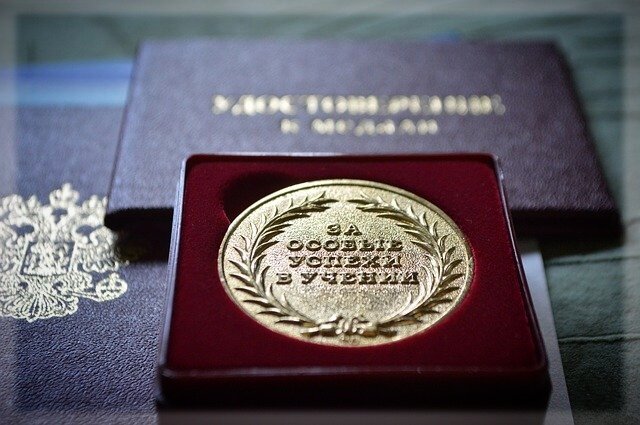 УДОСТОВЕРЕНИЕ
К МЕДАЛИ
ЗА
ОСОБЫЕ
УСПЕХИ
В УЧЕНИИ